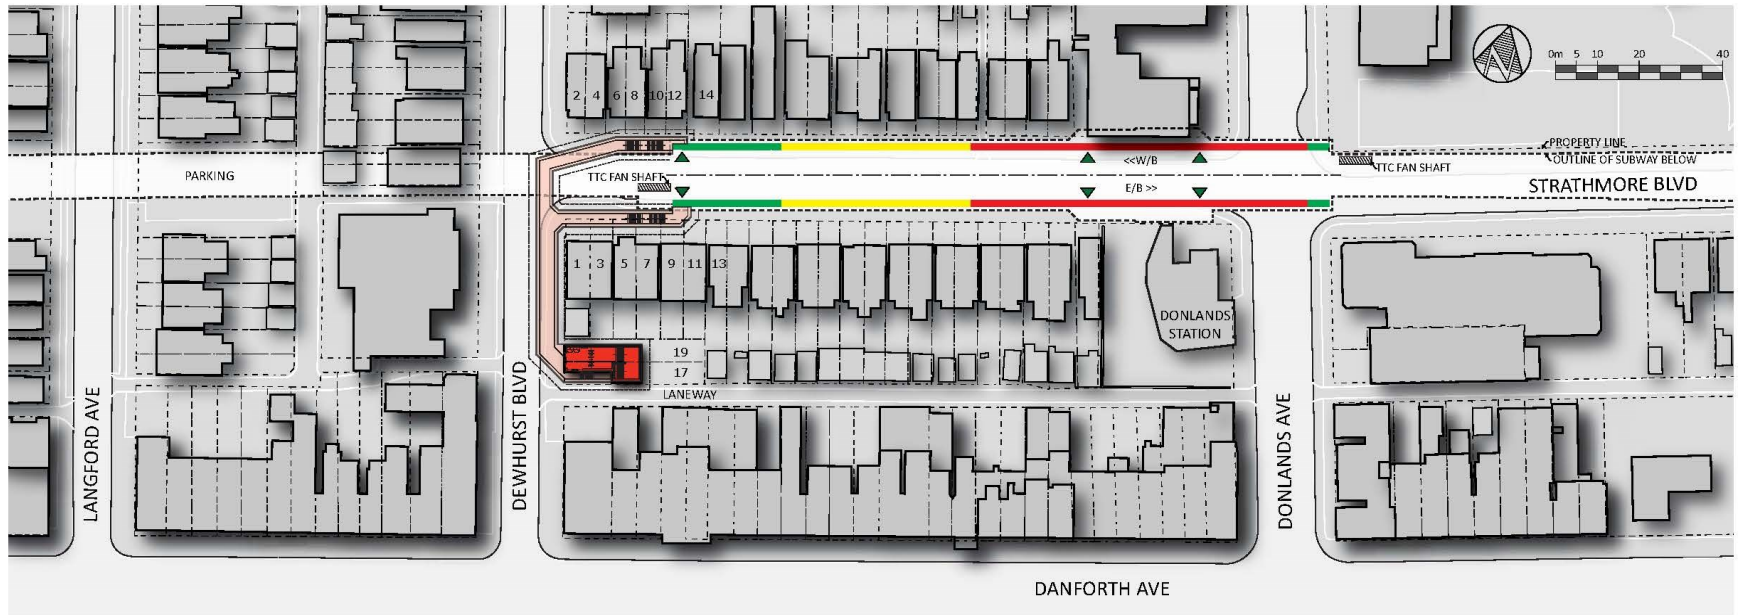 0m 5 10 20 40
2 4 6 8 10 12 14
PROPERTY LINE
<<W/B
OUTLINE OF SUBWAY BELOW
TTC FAN SHAFT
PARKING
TTC FAN SHAFT
E/B >>
STRATHMORE BLVD
1 3 5 7 9 11 13
DONLANDS
STATION
19
17
LANEWAY
LANGFORD AVE
DEWHURST BLVD
DONLANDS AVE
DANFORTH AVE